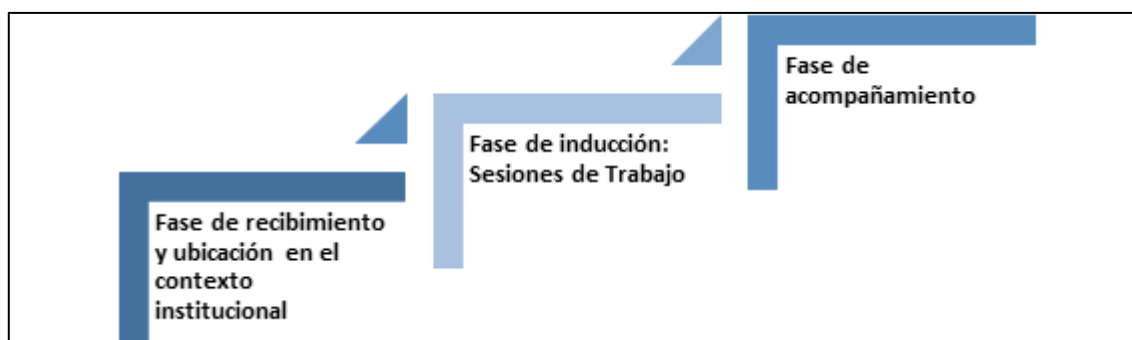 Fase de recibimiento
y ubicación en el
contexto
institucional
Fase de inducción:
Sesiones de Trabajo
Fase de
acompañamiento